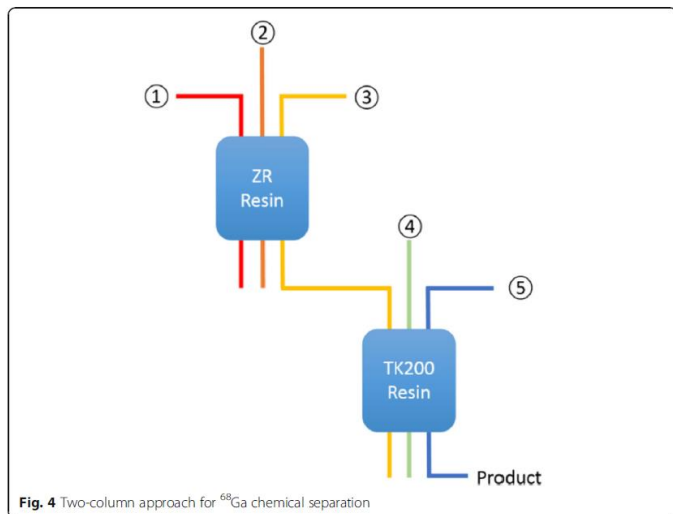 ②
① ③
ZR
Resin
④
⑤
TK200
Resin
Product
Fig. 4 Two-column approach for ⁶⁸Ga chemical separation